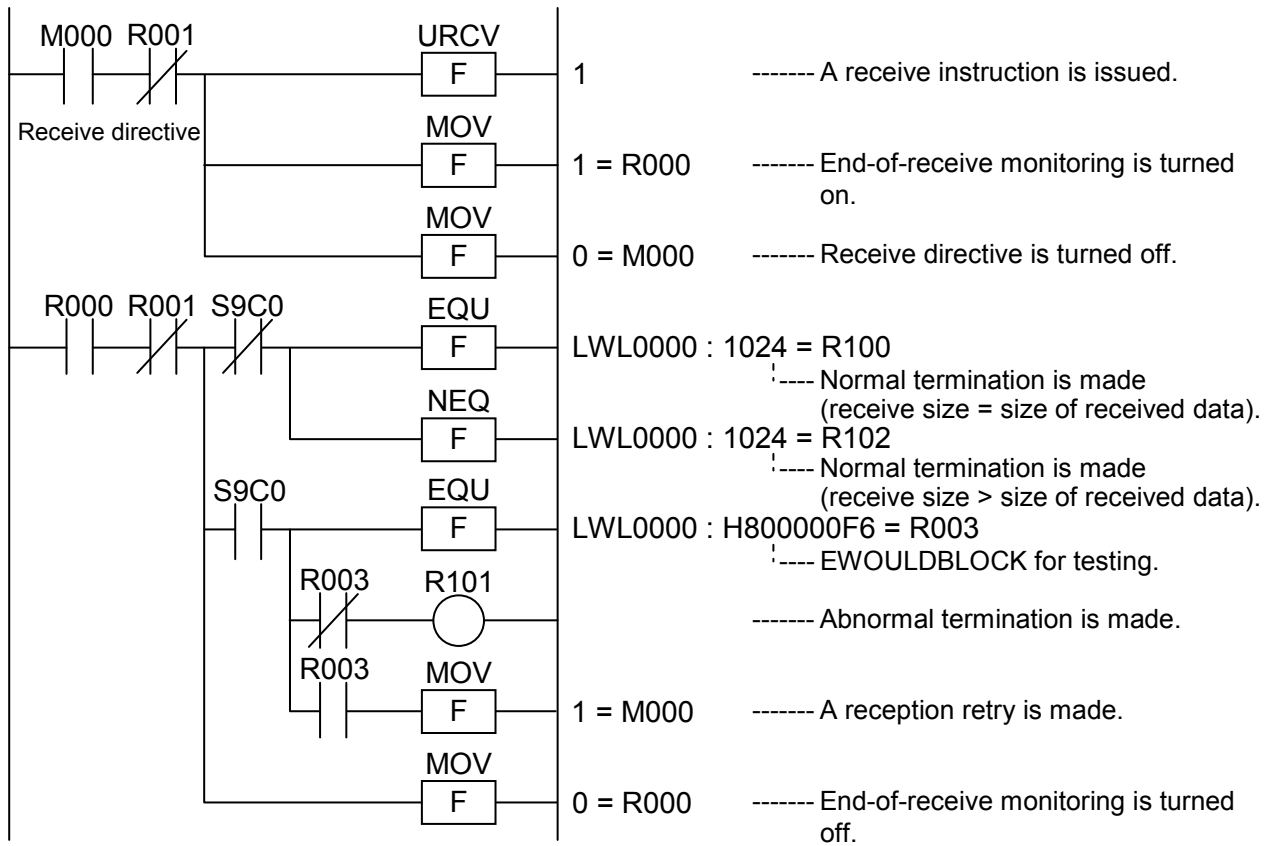 M000 R001 URCV
F 1 ------- A receive instruction is issued.
Receive directive
MOV
F 1 = R000 ------- End-of-receive monitoring is turned
on.
MOV
F 0 = M000 ------- Receive directive is turned off.
R000 R001 S9C0 EQU
F LWL0000 : 1024 = R100
---- Normal termination is made
(receive size = size of received data).
NEQ
F LWL0000 : 1024 = R102
---- Normal termination is made
(receive size > size of received data).
S9C0 EQU
F LWL0000 : H800000F6 = R003
---- EWOULDBLOCK for testing.
R003 R101
------- Abnormal termination is made.
R003 MOV
F 1 = M000 ------- A reception retry is made.
MOV
F 0 = R000 ------- End-of-receive monitoring is turned
off.